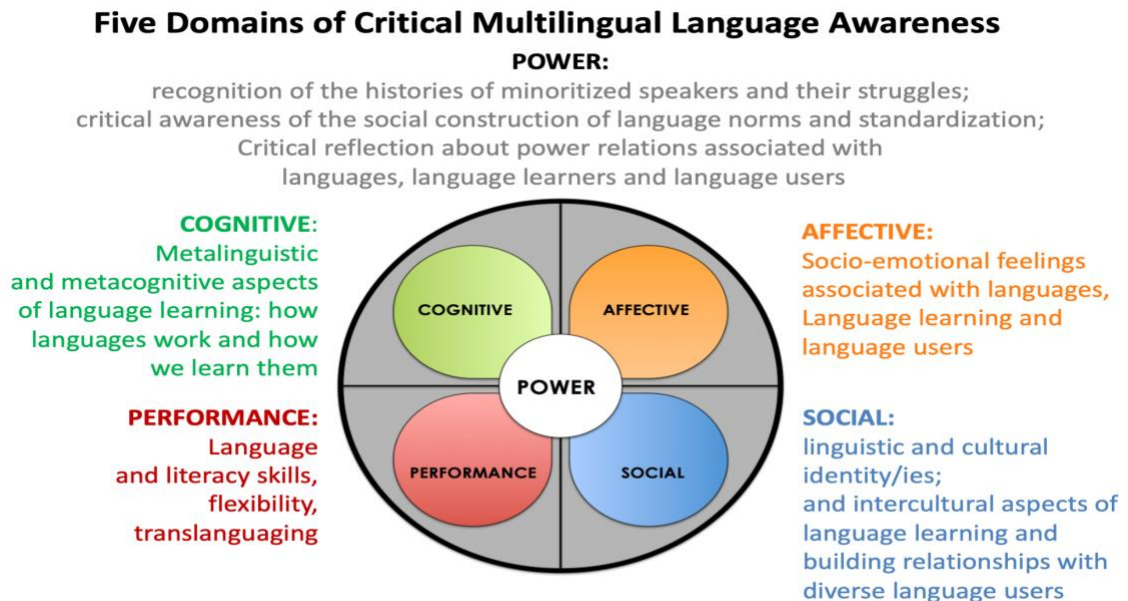 Five Domains of Critical Multilingual Language Awareness
POWER:
recognition of the histories of minoritized speakers and their struggles;
critical awareness of the social construction of language norms and standardization;
Critical reflection about power relations associated with
languages, language learners and language users
COGNITIVE:
Metalinguistic
and metacognitive aspects
of language learning: how
languages work and how
we learn them
AFFECTIVE:
Socio-emotional feelings
associated with languages,
Language learning and
language users
COGNITIVE
AFFECTIVE
POWER
PERFORMANCE
SOCIAL
PERFORMANCE:
Language
and literacy skills,
flexibility,
translanguaging
SOCIAL:
linguistic and cultural
identity/ies;
and intercultural aspects of
language learning and
building relationships with
diverse language users